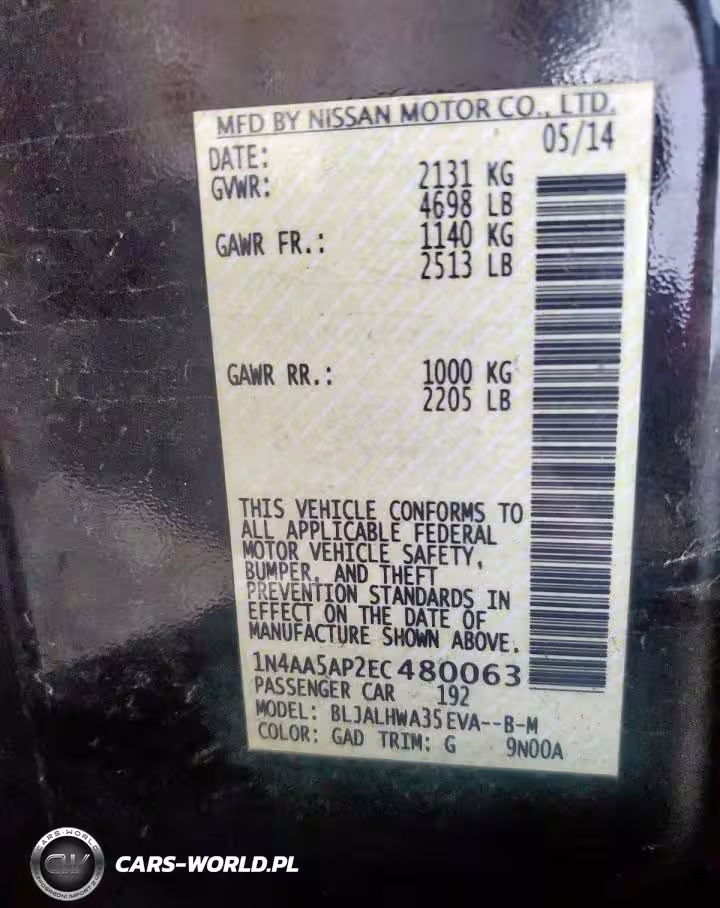 MFD BY NISSAN MOTOR CO., LTD.
DATE: 05/14
GVWR: 2131 KG
4698 LB
GAWR FR.: 1140 KG
2513 LB
GAWR RR.: 1000 KG
2205 LB
THIS VEHICLE CONFORMS TO
ALL APPLICABLE FEDERAL
MOTOR VEHICLE SAFETY,
BUMPER, AND THEFT
PREVENTION STANDARDS IN
EFFECT ON THE DATE OF
MANUFACTURE SHOWN ABOVE.
1N4AA5AP2EC480063
PASSENGER CAR 192
MODEL: BLJALHWA35EVA--B-M
COLOR: GAD TRIM: G 9N00A
CARS-WORLD
CW
CARS-WORLD.PL